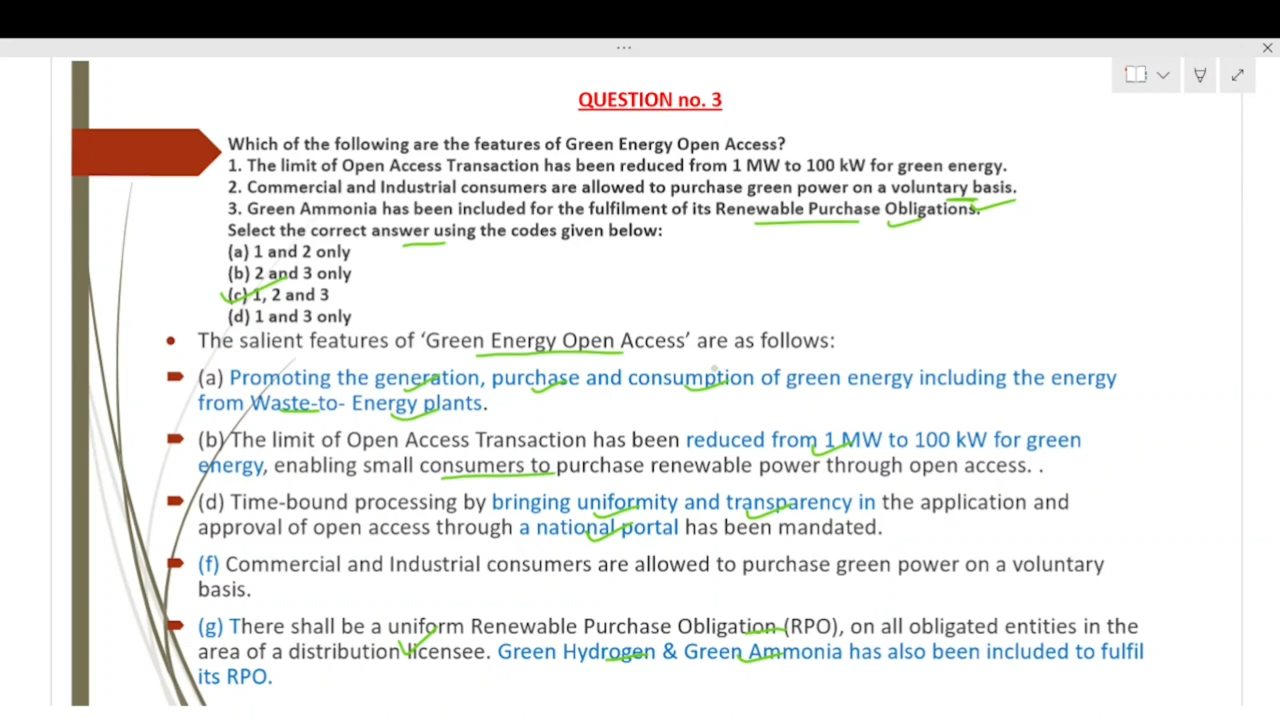 QUESTION no. 3
Which of the following are the features of Green Energy Open Access?
1. The limit of Open Access Transaction has been reduced from 1 MW to 100 kW for green energy.
2. Commercial and Industrial consumers are allowed to purchase green power on a voluntary basis.
3. Green Ammonia has been included for the fulfilment of its Renewable Purchase Obligations.
Select the correct answer using the codes given below:
(a) 1 and 2 only
(b) 2 and 3 only
(c) 1, 2 and 3
(d) 1 and 3 only
The salient features of ‘Green Energy Open Access’ are as follows:
(a) Promoting the generation, purchase and consumption of green energy including the energy
from Waste-to- Energy plants.
(b) The limit of Open Access Transaction has been reduced from 1 MW to 100 kW for green
energy, enabling small consumers to purchase renewable power through open access. .
(d) Time-bound processing by bringing uniformity and transparency in the application and
approval of open access through a national portal has been mandated.
(f) Commercial and Industrial consumers are allowed to purchase green power on a voluntary
basis.
(g) There shall be a uniform Renewable Purchase Obligation (RPO), on all obligated entities in the
area of a distribution licensee. Green Hydrogen & Green Ammonia has also been included to fulfil
its RPO.